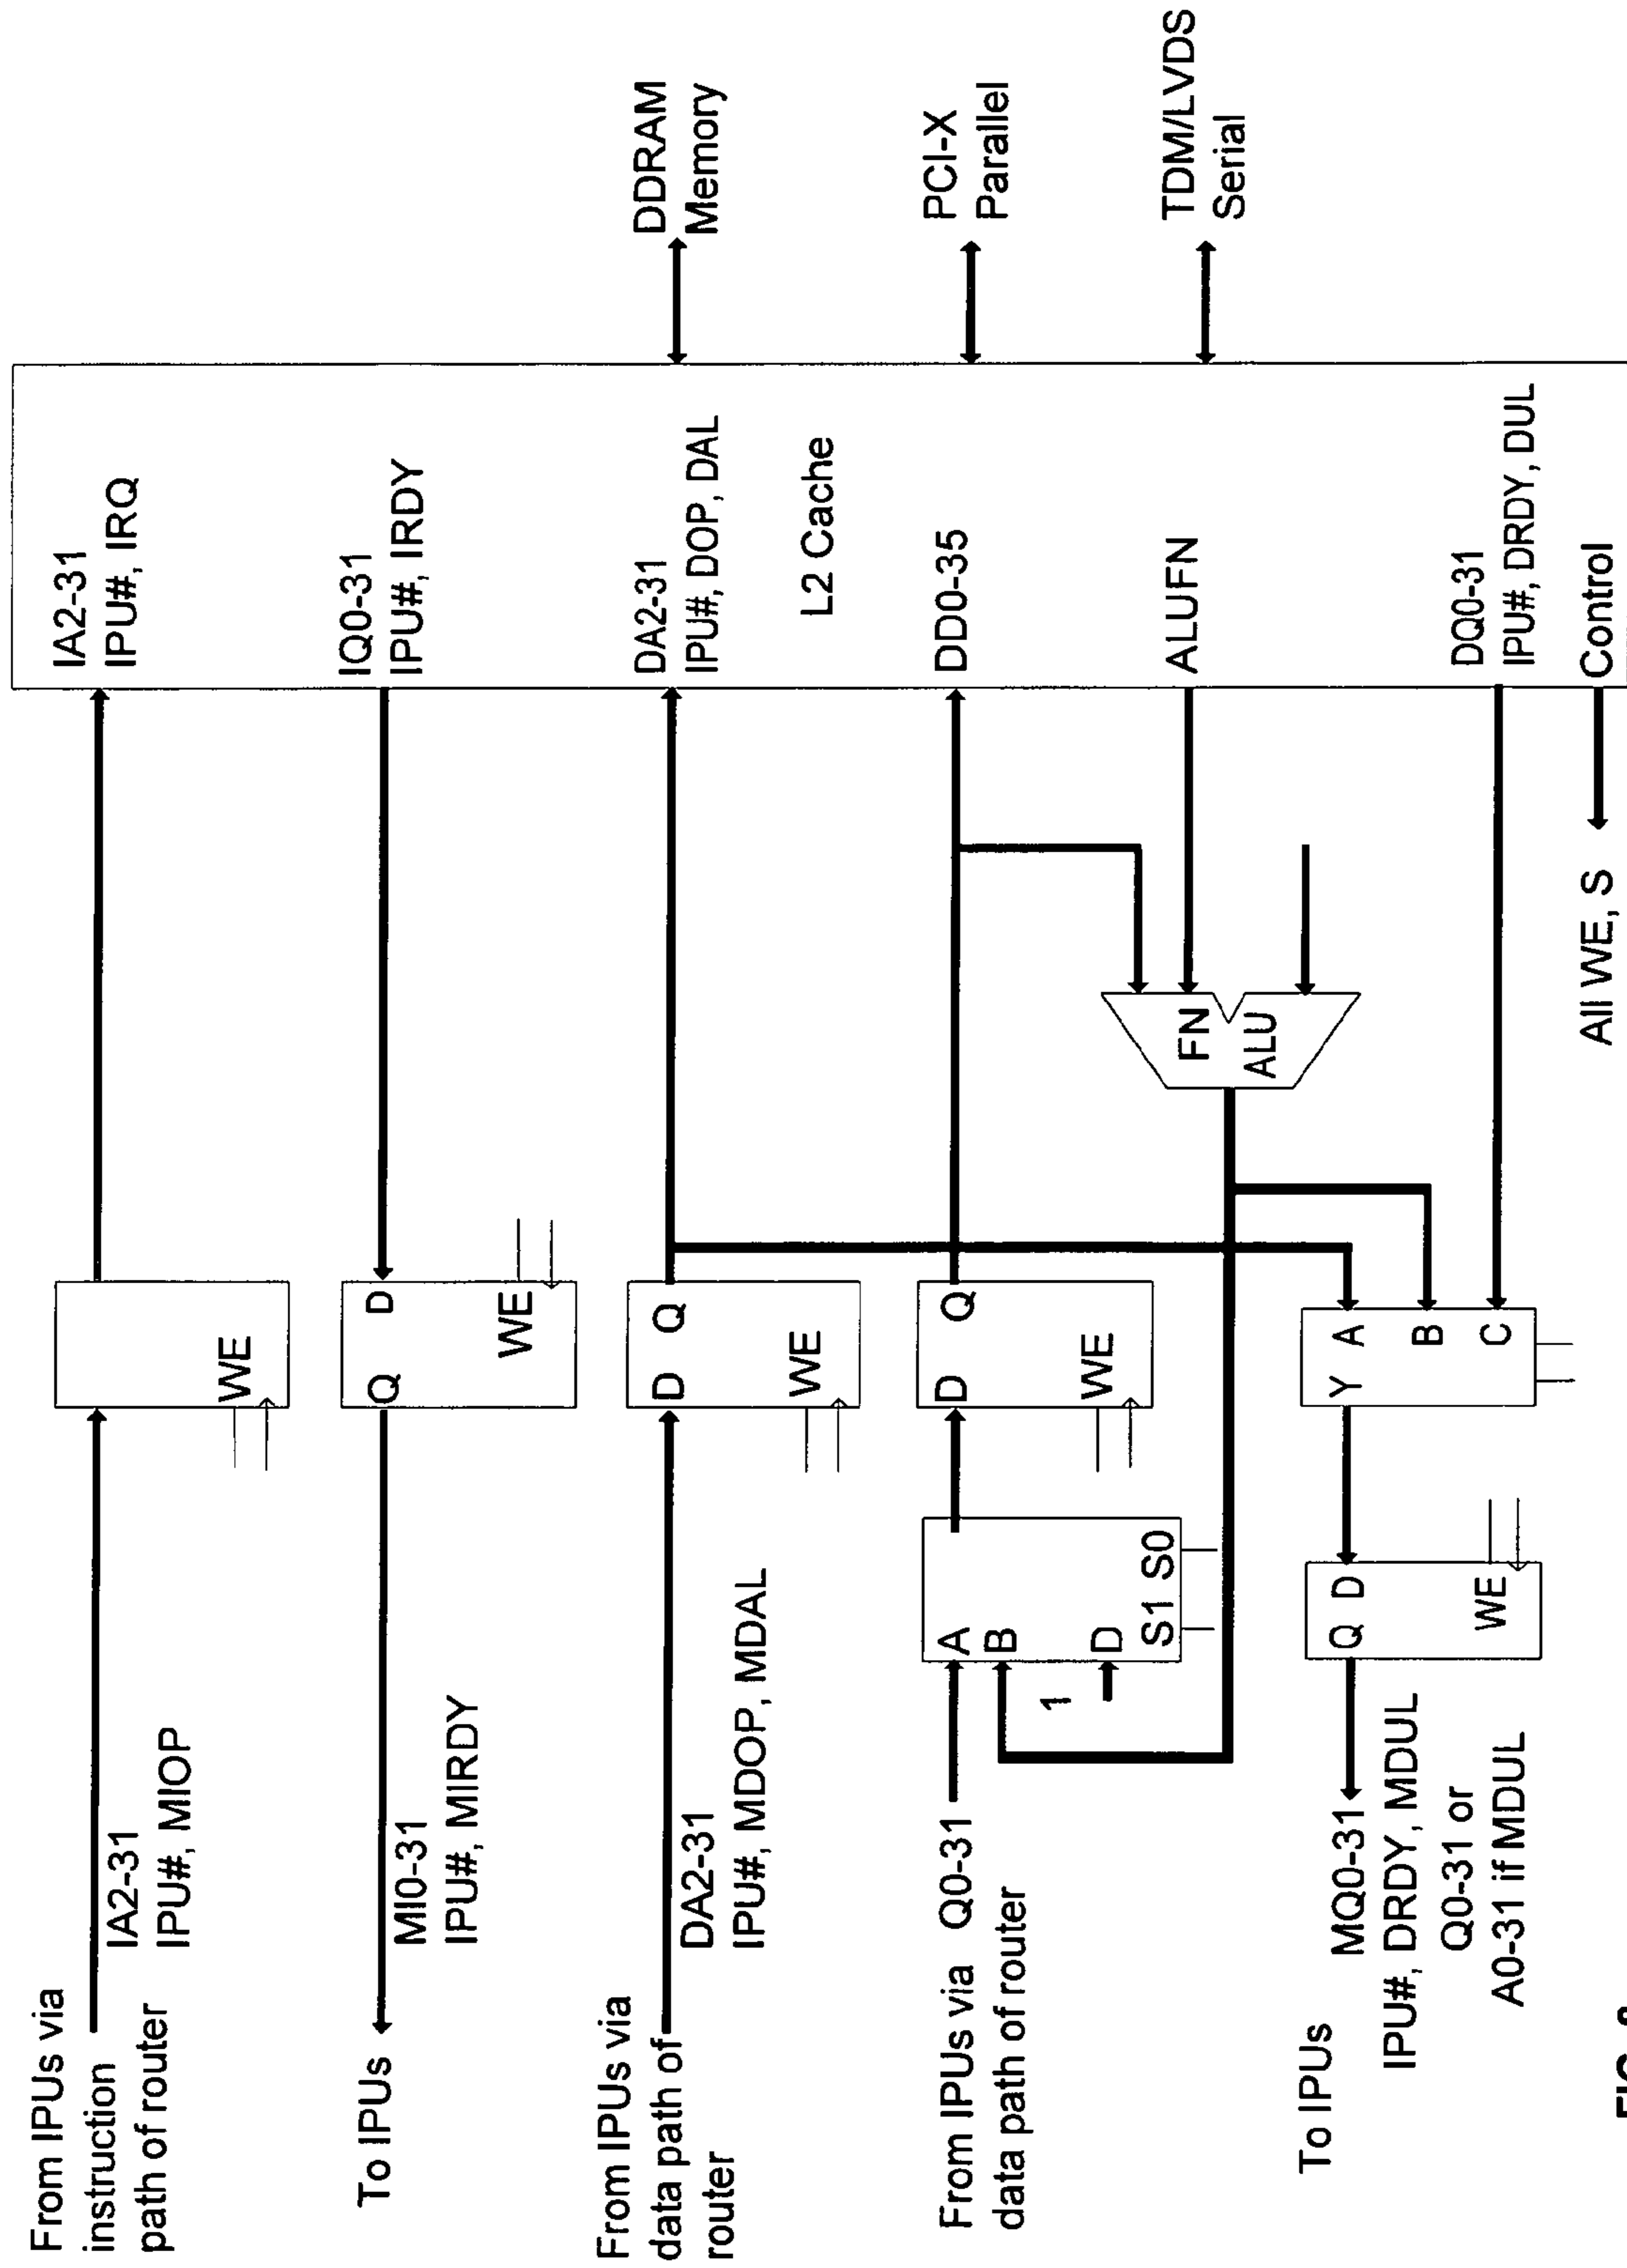 From IPUs via
instruction
path of router
IA2-31
IPU#, MIOP
WE
IA2-31
IPU#, IRQ
To IPUs
MI0-31
IPU#, MIRDY
Q D
WE
IQ0-31
IPU#, IRDY
From IPUs via
data path of
router
DA2-31
IPU#, MDOP, MDAL
D Q
WE
DA2-31
IPU#, DOP, DAL
L2 Cache
DDRAM
Memory
From IPUs via Q0-31
data path of router
A
B
1
D
S1 S0
D Q
WE
DD0-35
PCI-X
Parallel
FN
ALU
ALUFN
TDM/LVDS
Serial
To IPUs
MQ0-31
IPU#, DRDY, MDUL
Q0-31 or
A0-31 if MDUL
Q D
WE
Y A
B
C
DQ0-31
IPU#, DRDY, DUL
All WE, S
Control